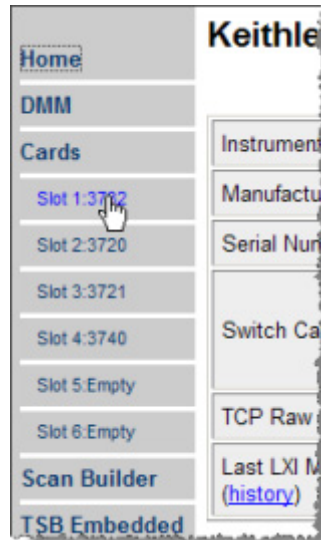 Home
DMM
Cards
Slot 1:3732
Slot 2:3720
Slot 3:3721
Slot 4:3740
Slot 5:Empty
Slot 6:Empty
Scan Builder
TSB Embedded
Keithle
Instrument
Manufactu
Serial Num
Switch Ca
TCP Raw
Last LXI M
(history)